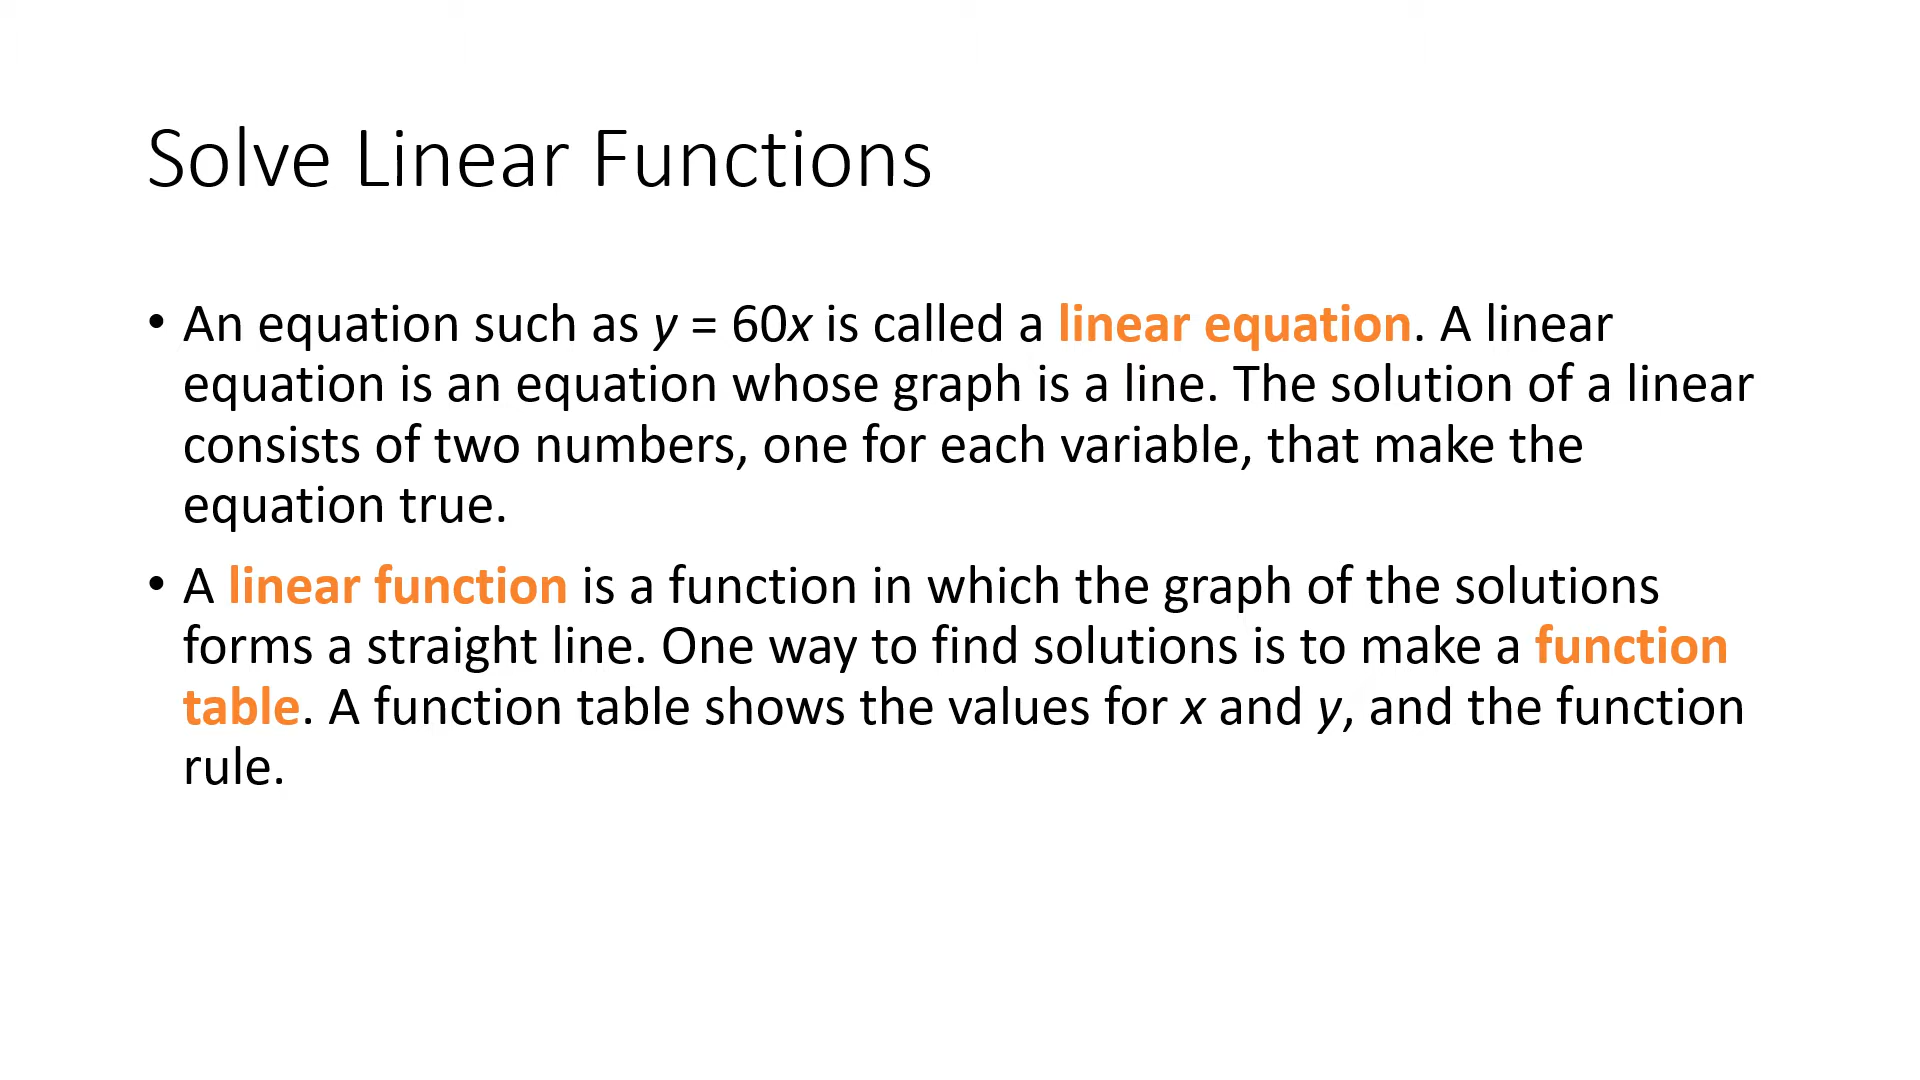 Solve Linear Functions
• An equation such as y = 60x is called a linear equation. A linear
equation is an equation whose graph is a line. The solution of a linear
consists of two numbers, one for each variable, that make the
equation true.
• A linear function is a function in which the graph of the solutions
forms a straight line. One way to find solutions is to make a function
table. A function table shows the values for x and y, and the function
rule.